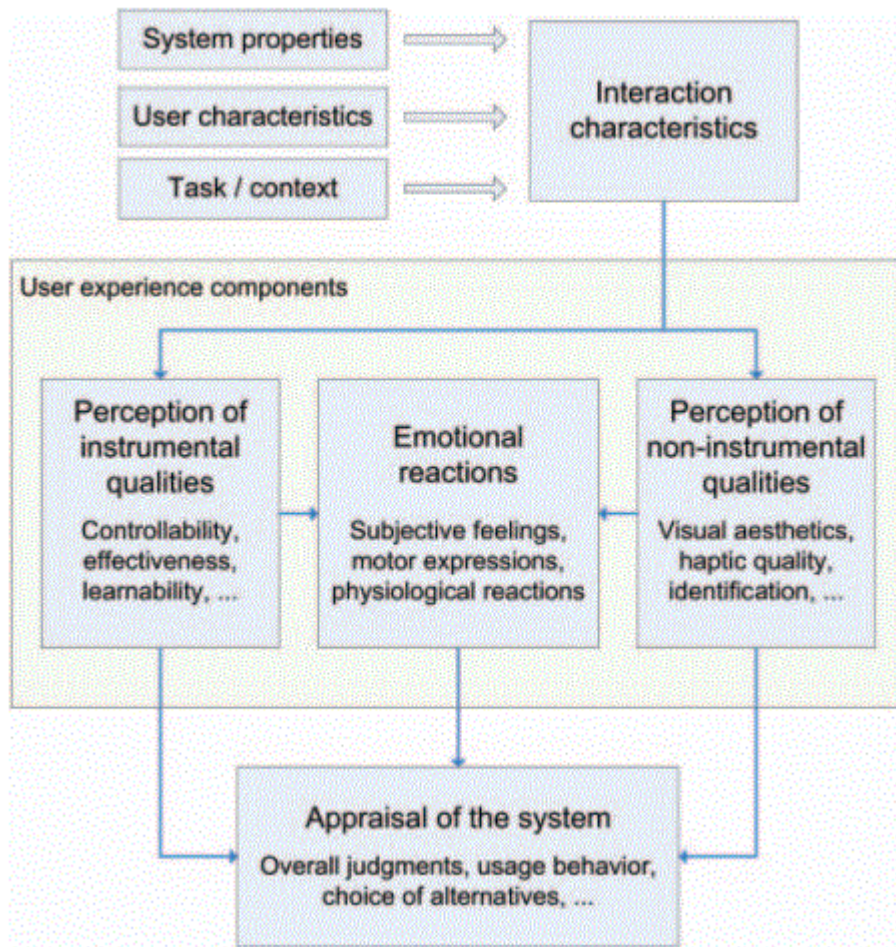 System properties
User characteristics
Task / context
Interaction
characteristics
User experience components
Perception of
instrumental
qualities
Controllability,
effectiveness,
learnability, ...
Emotional
reactions
Subjective feelings,
motor expressions,
physiological reactions
Perception of
non-instrumental
qualities
Visual aesthetics,
haptic quality,
identification, ...
Appraisal of the system
Overall judgments, usage behavior,
choice of alternatives, ...